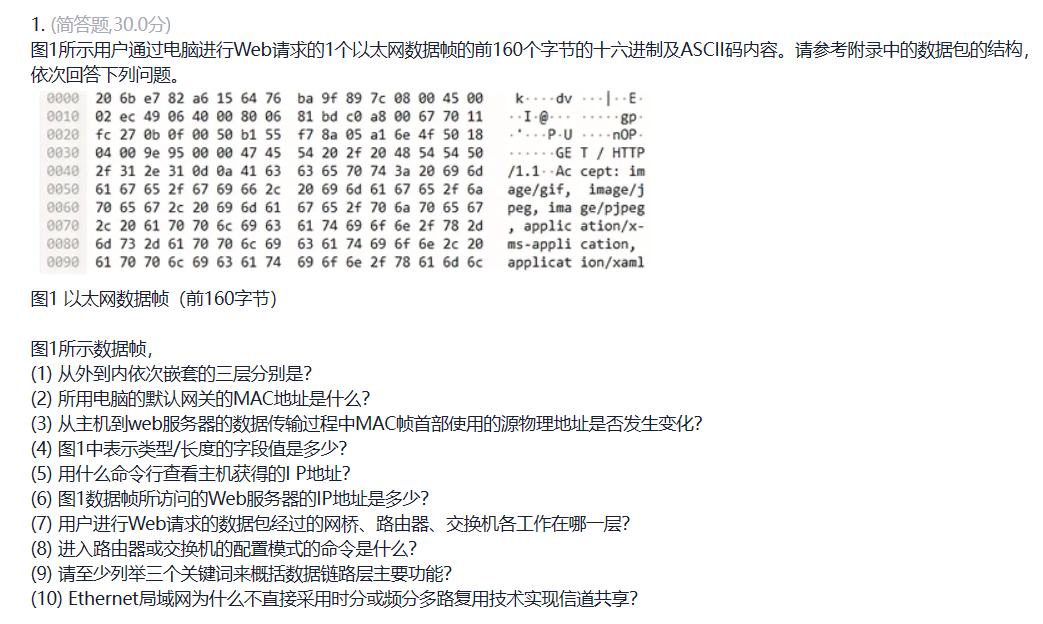 1. (简答题,30.0分)
图1所示用户通过电脑进行Web请求的1个以太网数据帧的前160个字节的十六进制及ASCII码内容。请参考附录中的数据包的结构，
依次回答下列问题。
0000 20 6b e7 82 a6 15 64 76 ba 9f 89 7c 08 00 45 00 k····dv ···|··E·
0010 02 ec 49 06 40 00 80 06 81 bd c0 a8 00 67 70 11 ··I·@··· ·····gp·
0020 fc 27 0b 0f 00 50 b1 55 f7 8a 05 a1 6e 4f 50 18 ·'···P·U ····nOP·
0030 04 00 9e 95 00 00 47 45 54 20 2f 20 48 54 54 50 ······GE T / HTTP
0040 2f 31 2e 31 0d 0a 41 63 63 65 70 74 3a 20 69 6d /1.1··Ac cept: im
0050 61 67 65 2f 67 69 66 2c 20 69 6d 61 67 65 2f 6a age/gif, image/j
0060 70 65 67 2c 20 69 6d 61 67 65 2f 70 6a 70 65 67 peg, ima ge/pjpeg
0070 2c 20 61 70 70 6c 69 63 61 74 69 6f 6e 2f 78 2d , applic ation/x-
0080 6d 73 2d 61 70 70 6c 69 63 61 74 69 6f 6e 2c 20 ms-appli cation,
0090 61 70 70 6c 69 63 61 74 69 6f 6e 2f 78 61 6d 6c applicat ion/xaml
图1 以太网数据帧（前160字节）
图1所示数据帧，
(1) 从外到内依次嵌套的三层分别是？
(2) 所用电脑的默认网关的MAC地址是什么？
(3) 从主机到web服务器的数据传输过程中MAC帧首部使用的源物理地址是否发生变化？
(4) 图1中表示类型/长度的字段值是多少？
(5) 用什么命令行查看主机获得的I P地址？
(6) 图1数据帧所访问的Web服务器的IP地址是多少？
(7) 用户进行Web请求的数据包经过的网桥、路由器、交换机各工作在哪一层？
(8) 进入路由器或交换机的配置模式的命令是什么？
(9) 请至少列举三个关键词来概括数据链路层主要功能？
(10) Ethernet局域网为什么不直接采用时分或频分多路复用技术实现信道共享？